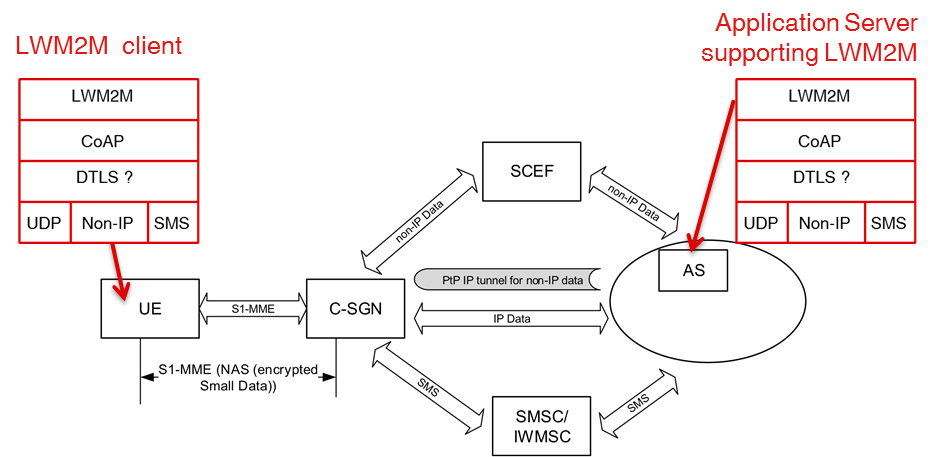 LWM2M client
Application Server
supporting LWM2M
LWM2M
CoAP
DTLS ?
UDP
Non-IP
SMS
LWM2M
CoAP
DTLS ?
UDP
Non-IP
SMS
SCEF
non-IP Data
non-IP Data
AS
PtP IP tunnel for non-IP data
UE
S1-MME
C-SGN
IP Data
S1-MME (NAS (encrypted
Small Data))
SMS
SMS
SMSC/
IWMSC